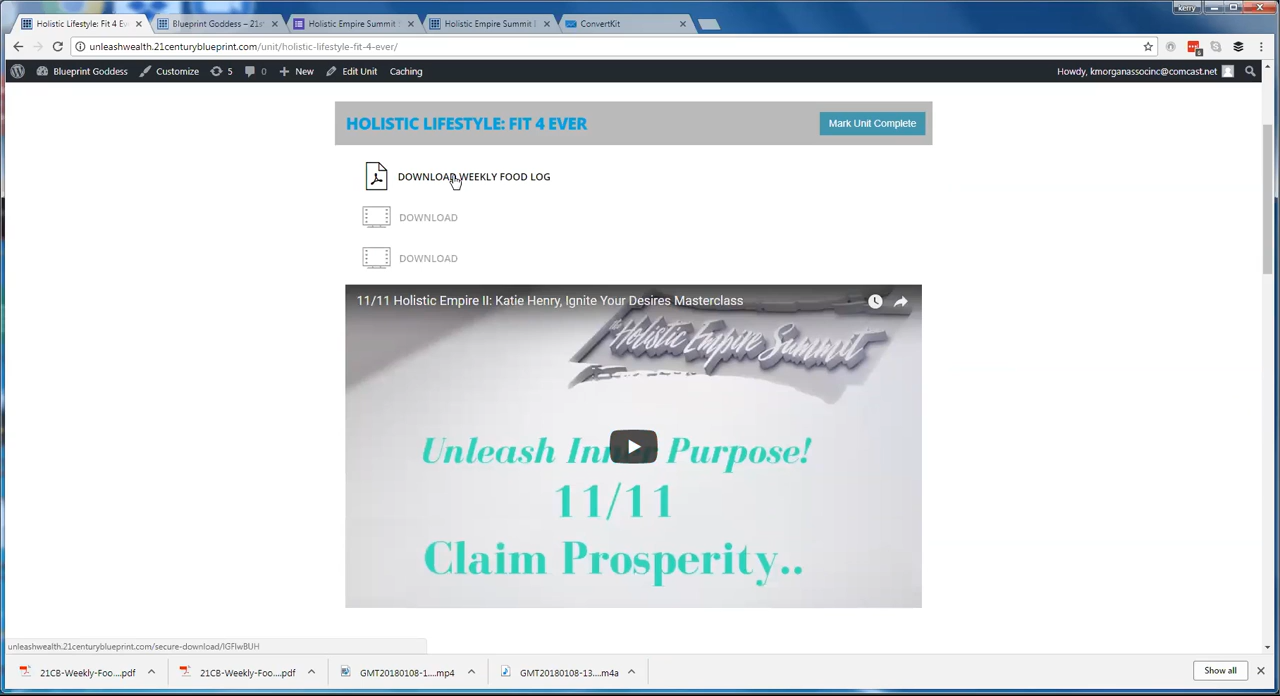 kerry
Holistic Lifestyle: Fit 4 Ev
Blueprint Goddess – 21st
Holistic Empire Summit
Holistic Empire Summit
ConvertKit
unleashwealth.21centuryblueprint.com/unit/holistic-lifestyle-fit-4-ever/
Blueprint Goddess
Customize
5
0
New
Edit Unit
Caching
Howdy, kmorganassocinc@comcast.net
HOLISTIC LIFESTYLE: FIT 4 EVER
Mark Unit Complete
DOWNLOAD WEEKLY FOOD LOG
DOWNLOAD
DOWNLOAD
11/11 Holistic Empire II: Katie Henry, Ignite Your Desires Masterclass
the Holistic Empire Summit
Unleash Inner Purpose!
11/11
Claim Prosperity..
unleashwealth.21centuryblueprint.com/secure-download/IGFlwBUH
21CB-Weekly-Foo....pdf
21CB-Weekly-Foo....pdf
GMT20180108-1....mp4
GMT20180108-13....m4a
Show all